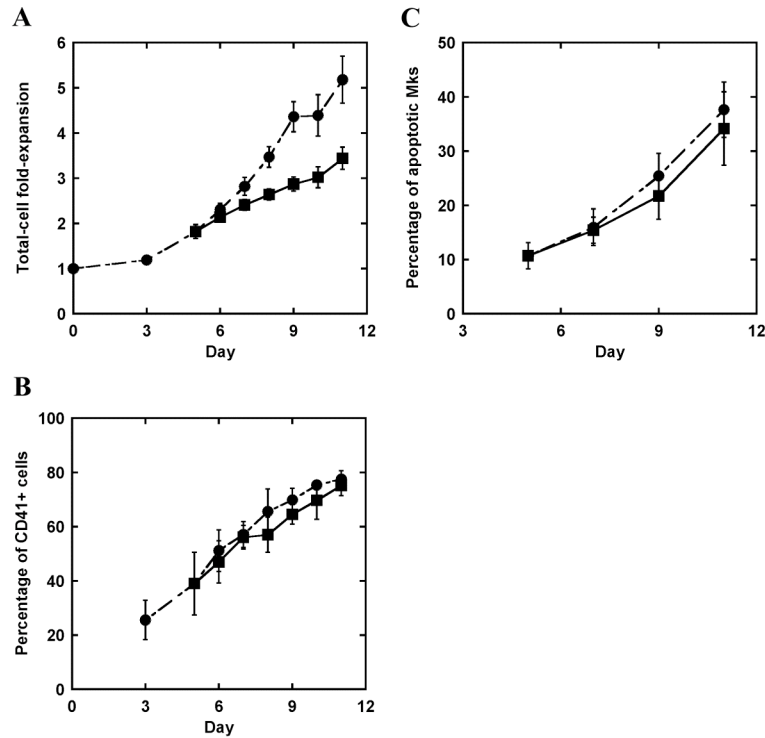 A
Total-cell fold-expansion
6
5
4
3
2
1
0
0 3 6 9 12
Day
C
Percentage of apoptotic Mks
50
40
30
20
10
0
3 6 9 12
Day
B
Percentage of CD41+ cells
100
80
60
40
20
0
0 3 6 9 12
Day